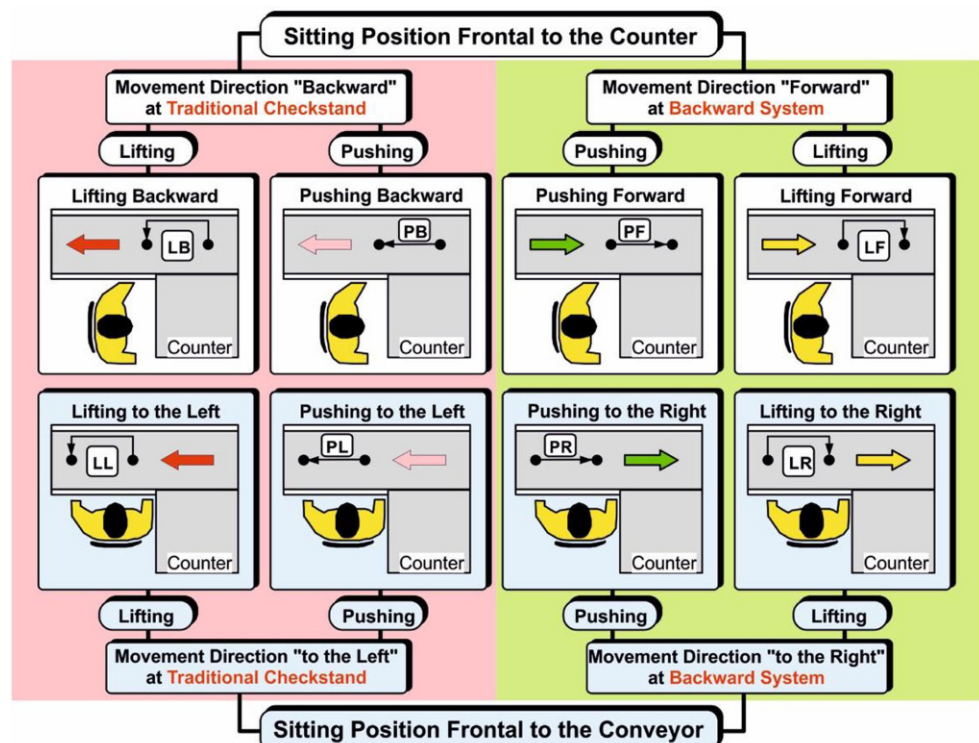 Sitting Position Frontal to the Counter
Movement Direction "Backward"
at Traditional Checkstand
Movement Direction "Forward"
at Backward System
Lifting
Pushing
Pushing
Lifting
Lifting Backward
LB
Counter
Pushing Backward
PB
Counter
Pushing Forward
PF
Counter
Lifting Forward
LF
Counter
Lifting to the Left
LL
Counter
Pushing to the Left
PL
Counter
Pushing to the Right
PR
Counter
Lifting to the Right
LR
Counter
Lifting
Pushing
Pushing
Lifting
Movement Direction "to the Left"
at Traditional Checkstand
Movement Direction "to the Right"
at Backward System
Sitting Position Frontal to the Conveyor